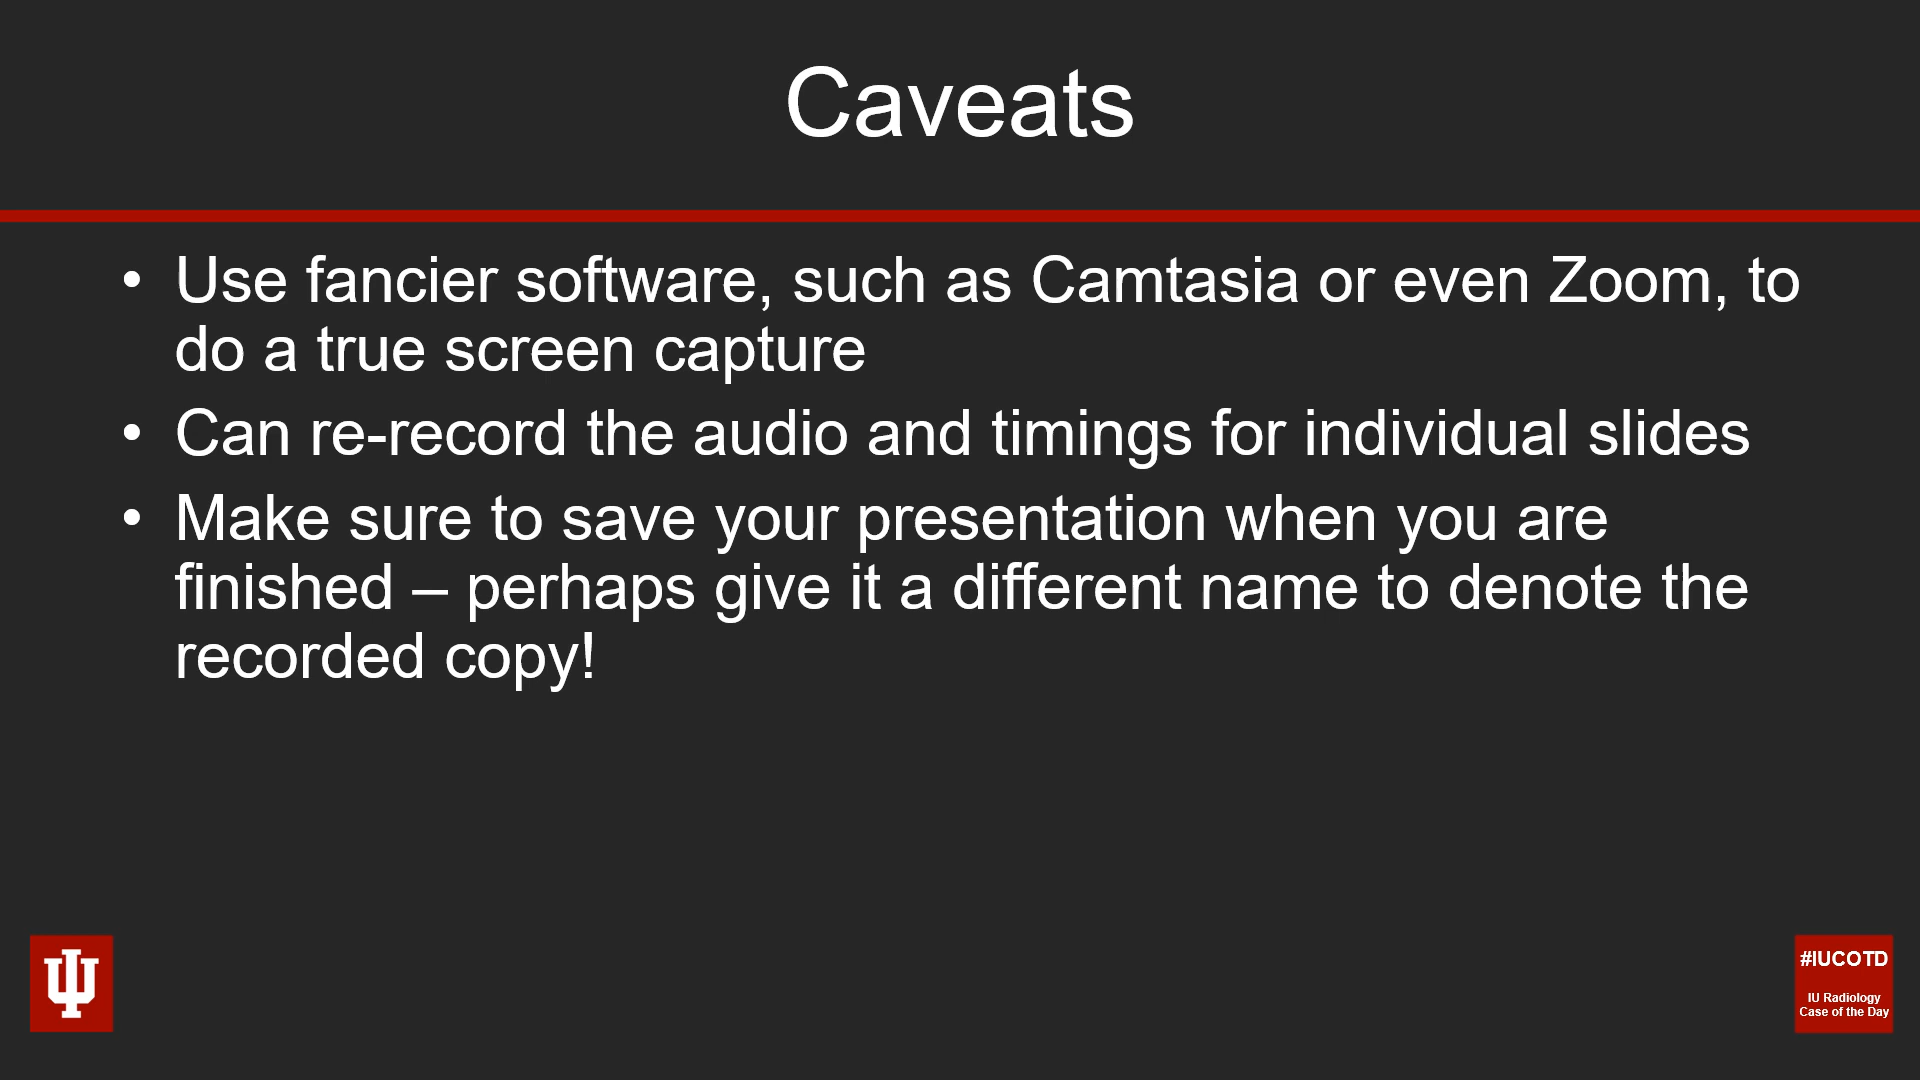 Caveats
• Use fancier software, such as Camtasia or even Zoom, to
do a true screen capture
• Can re-record the audio and timings for individual slides
• Make sure to save your presentation when you are
finished – perhaps give it a different name to denote the
recorded copy!
#IUCOTD
IU Radiology
Case of the Day